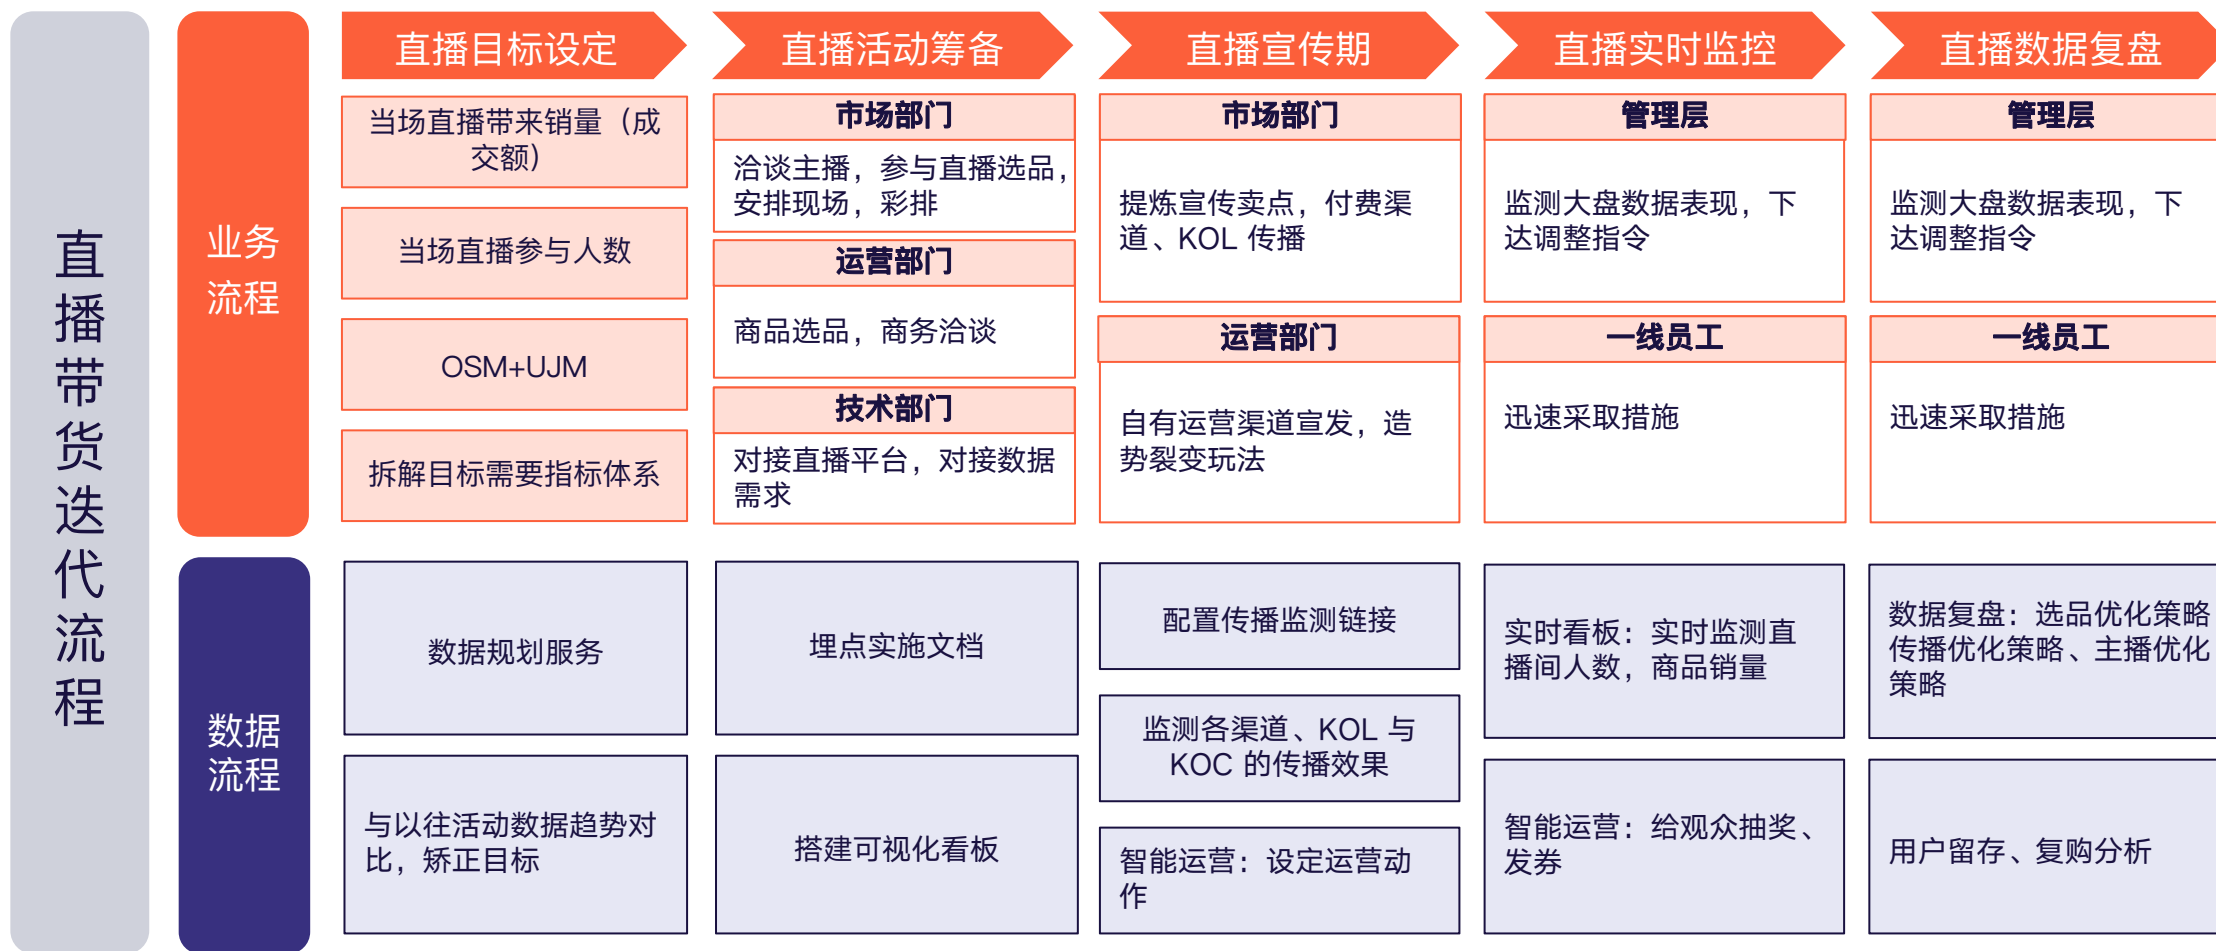 直播带货迭代流程
业务
流程
直播目标设定
当场直播带来销量（成
交额）
当场直播参与人数
OSM+UJM
拆解目标需要指标体系
直播活动筹备
市场部门
洽谈主播，参与直播选品，
安排现场，彩排
运营部门
商品选品，商务洽谈
技术部门
对接直播平台，对接数据
需求
直播宣传期
市场部门
提炼宣传卖点，付费渠
道、KOL 传播
运营部门
自有运营渠道宣发，造
势裂变玩法
直播实时监控
管理层
监测大盘数据表现，下
达调整指令
一线员工
迅速采取措施
直播数据复盘
管理层
监测大盘数据表现，下
达调整指令
一线员工
迅速采取措施
数据
流程
数据规划服务
与以往活动数据趋势对
比，矫正目标
埋点实施文档
搭建可视化看板
配置传播监测链接
监测各渠道、KOL 与
KOC 的传播效果
智能运营：设定运营动
作
实时看板：实时监测直
播间人数，商品销量
智能运营：给观众抽奖、
发券
数据复盘：选品优化策略
传播优化策略、主播优化
策略
用户留存、复购分析